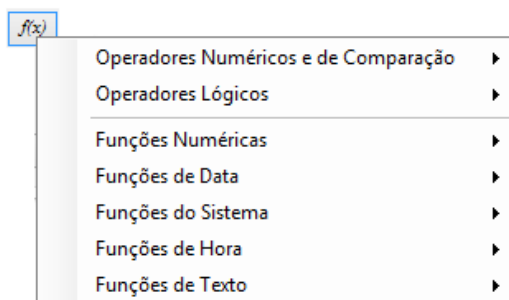 f(x)
Operadores Numéricos e de Comparação
Operadores Lógicos
Funções Numéricas
Funções de Data
Funções do Sistema
Funções de Hora
Funções de Texto